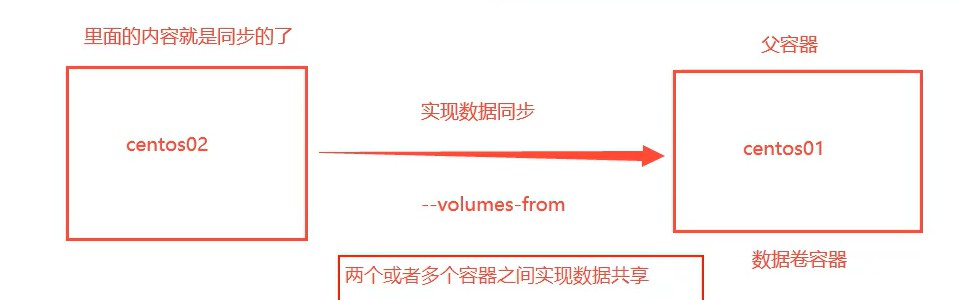 里面的内容就是同步的了
父容器
实现数据同步
centos02
centos01
--volumes-from
数据卷容器
两个或者多个容器之间实现数据共享